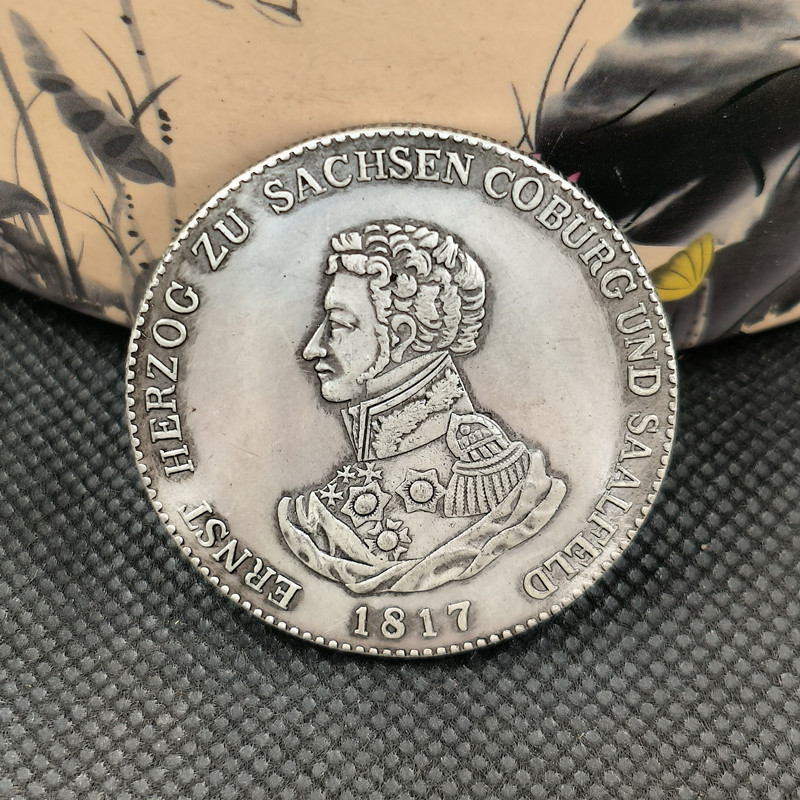 ERNST HERZOG ZU SACHSEN COBURG UND SAALFELD
1817